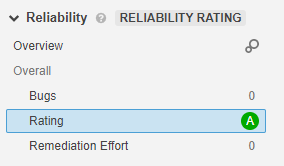 Reliability ? RELIABILITY RATING
Overview
Overall
Bugs 0
Rating A
Remediation Effort 0